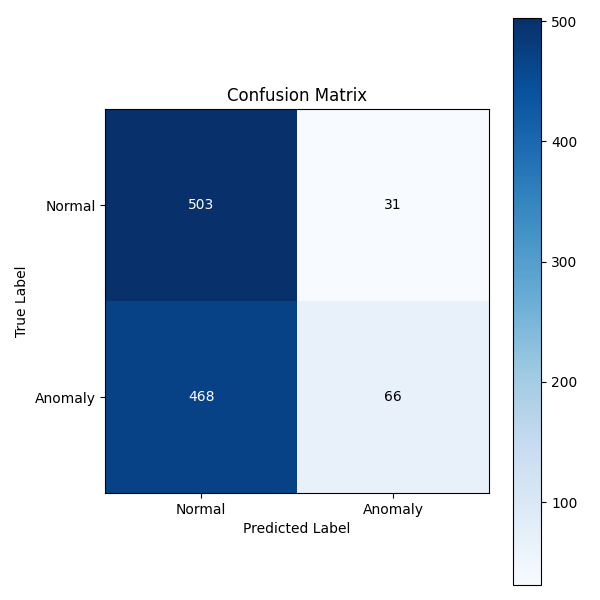 Confusion Matrix
True Label
Normal
503
31
Anomaly
468
66
Normal
Anomaly
Predicted Label
500
400
300
200
100